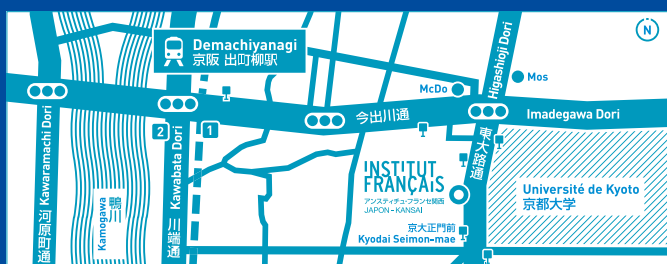 N
Demachiyanagi
京阪 出町柳駅
Higashioji Dori
Mos
McDo
今出川通
Imadegawa Dori
Kawaramachi Dori
河原町通
Kamogawa
鴨川
2
Kawabata Dori
川端通
1
東大路通
INSTITUT
FRANÇAIS
アンスティチュ・フランセ関西
JAPON-KANSAI
Université de Kyoto
京都大学
京大正門前
Kyodai Seimon-mae